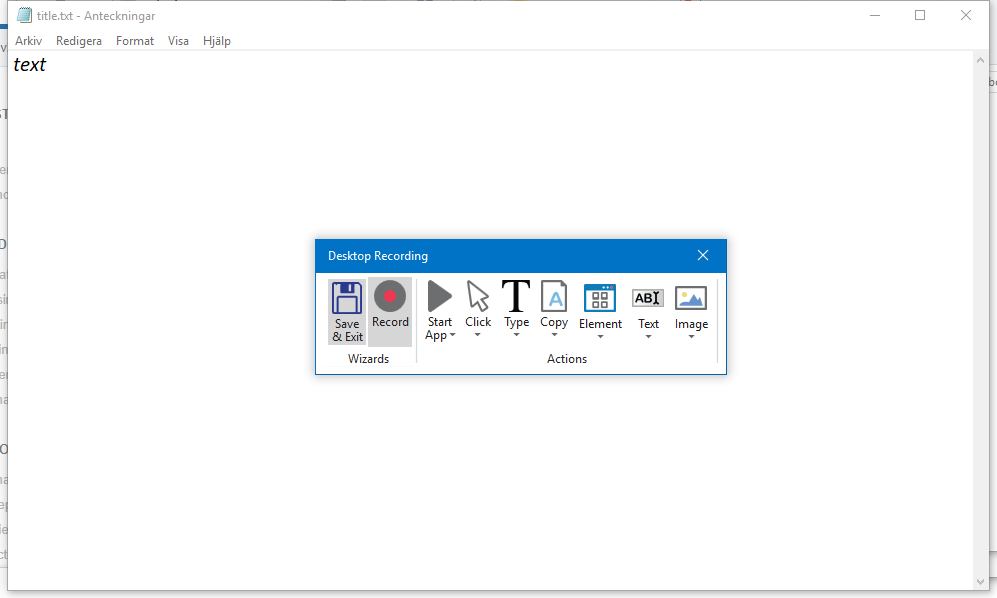 title.txt - Anteckningar
Arkiv Redigera Format Visa Hjälp
text
Desktop Recording
Save & Exit Record Start App Click Type Copy Element Text Image
Wizards Actions